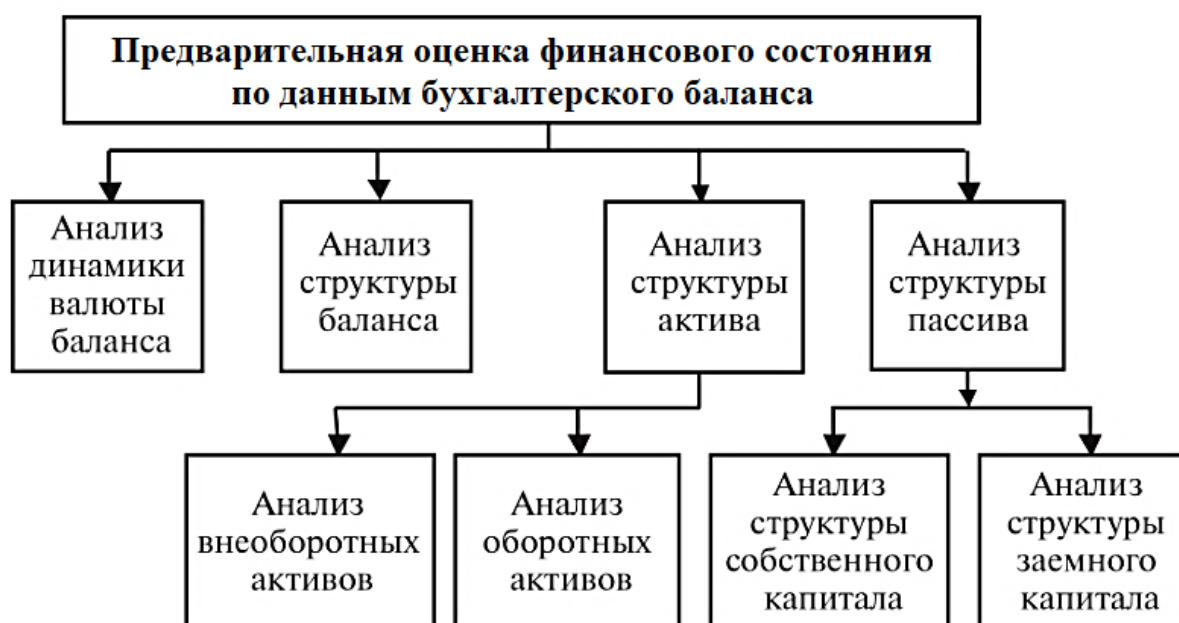 Предварительная оценка финансового состояния
по данным бухгалтерского баланса
Анализ
динамики
валюты
баланса
Анализ
структуры
баланса
Анализ
структуры
актива
Анализ
структуры
пассива
Анализ
внеоборотных
активов
Анализ
оборотных
активов
Анализ
структуры
собственного
капитала
Анализ
структуры
заемного
капитала